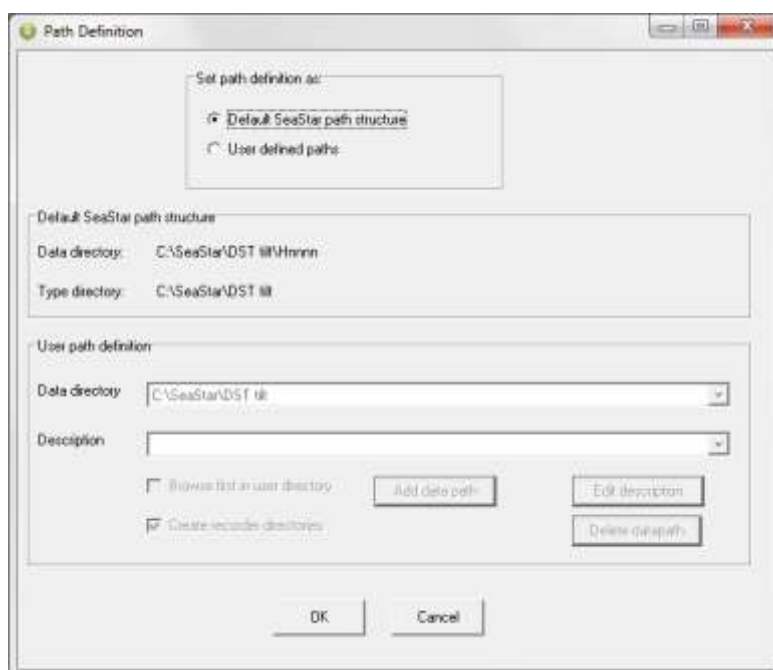 Path Definition
Set path definition as:
Default SeaStar path structure
User defined paths
Default SeaStar path structure
Data directory: C:\SeaStar\DST tilt\Hnnnn
Type directory: C:\SeaStar\DST tilt
User path definition
Data directory C:\SeaStar\DST tilt
Description
Browse first in user directory Add data path Edit description
Create recorder directories Delete datapath
OK Cancel